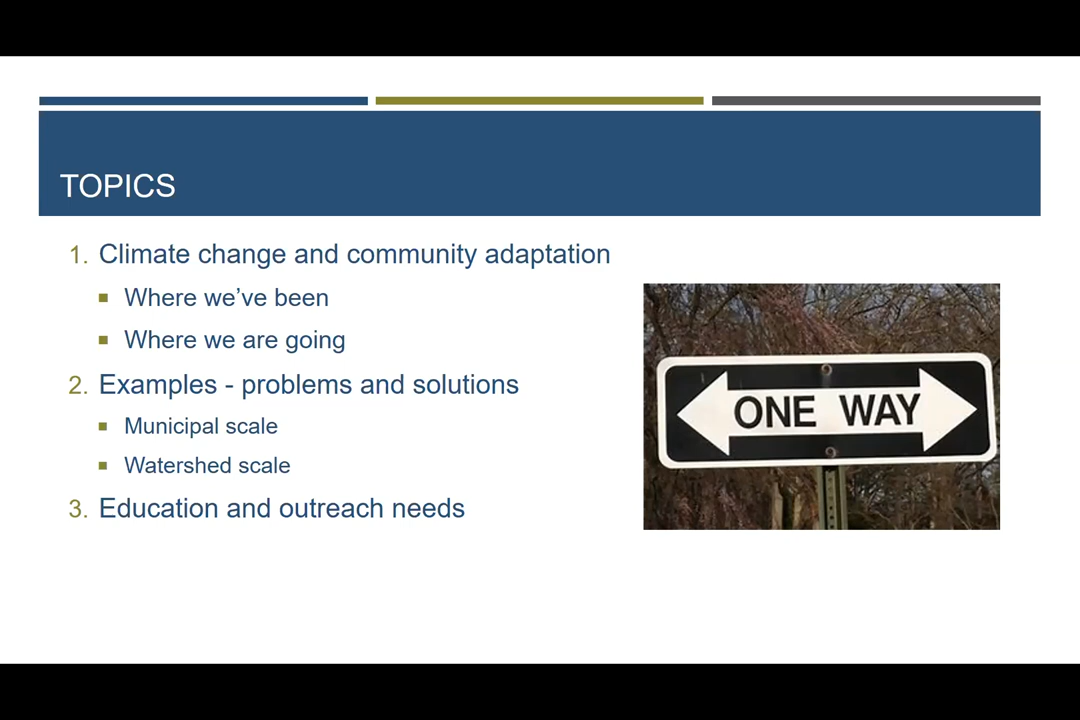 TOPICS
1. Climate change and community adaptation
▪ Where we’ve been
▪ Where we are going
2. Examples - problems and solutions
▪ Municipal scale
▪ Watershed scale
3. Education and outreach needs
ONE WAY